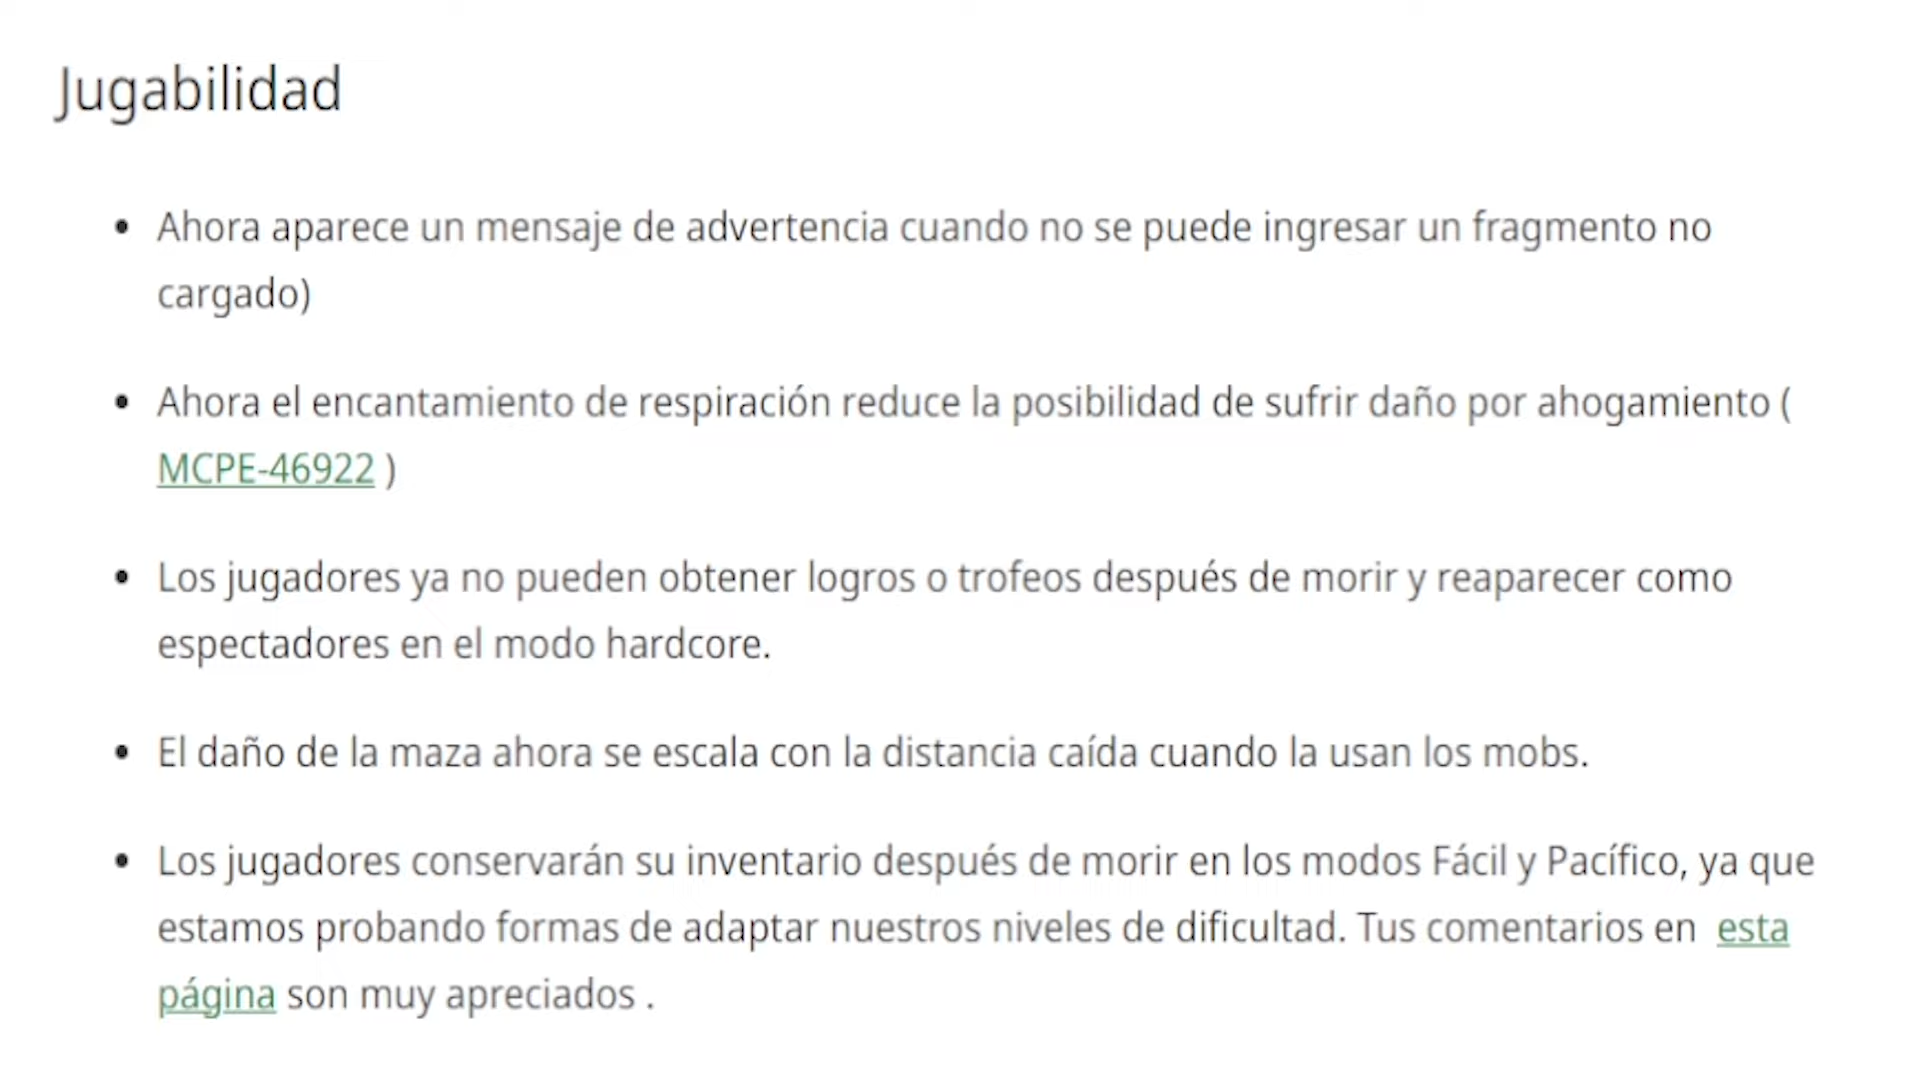 Jugabilidad
• Ahora aparece un mensaje de advertencia cuando no se puede ingresar un fragmento no
cargado)
• Ahora el encantamiento de respiración reduce la posibilidad de sufrir daño por ahogamiento (
MCPE-46922 )
• Los jugadores ya no pueden obtener logros o trofeos después de morir y reaparecer como
espectadores en el modo hardcore.
• El daño de la maza ahora se escala con la distancia caída cuando la usan los mobs.
• Los jugadores conservarán su inventario después de morir en los modos Fácil y Pacífico, ya que
estamos probando formas de adaptar nuestros niveles de dificultad. Tus comentarios en esta
página son muy apreciados .